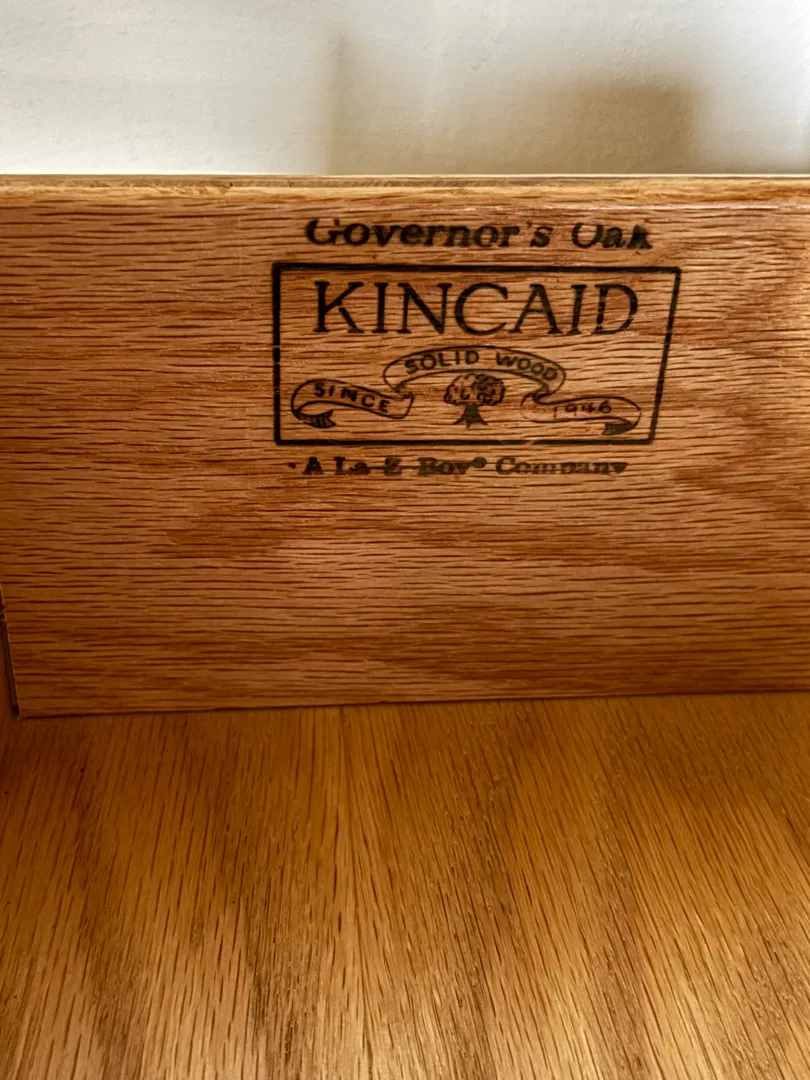 Governor's Oak
KINCAID
SOLID WOOD
SINCE 1946
A La-Z-Boy® Company